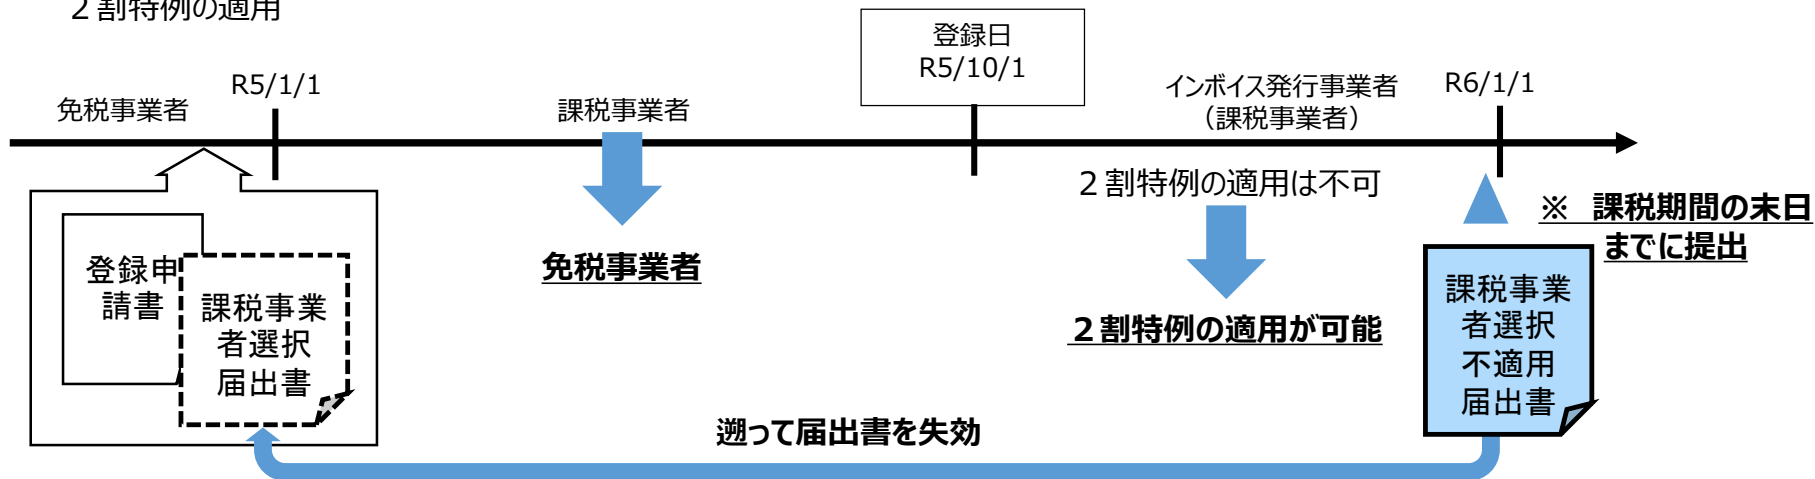 ２割特例の適用
登録日
R5/10/1
R5/1/1
免税事業者
課税事業者
インボイス発行事業者
（課税事業者）
R6/1/1
２割特例の適用は不可
※　課税期間の末日
までに提出
免税事業者
２割特例の適用が可能
登録申
請書
課税事業
者選択
届出書
課税事業
者選択
不適用
届出書
遡って届出書を失効